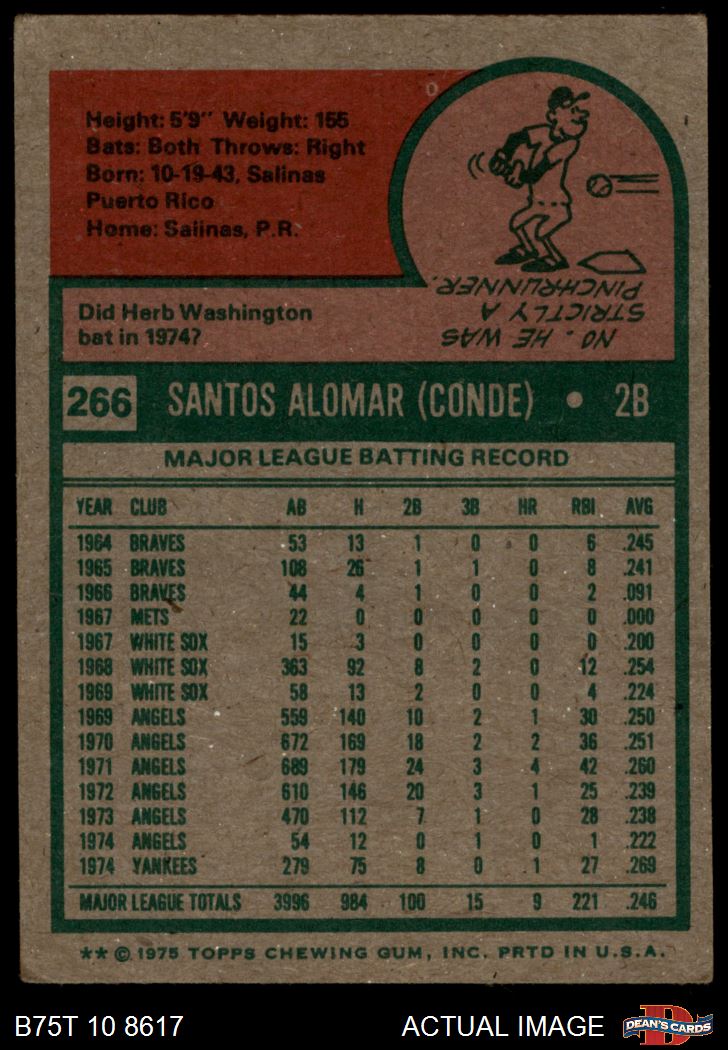 Height: 5'9" Weight: 155
Bats: Both Throws: Right
Born: 10-19-43, Salinas
Puerto Rico
Home: Salinas, P.R.
Did Herb Washington
bat in 1974?
NO. HE WAS
STRICTLY A
PINCHRUNNER.
266 SANTOS ALOMAR (CONDE) • 2B
MAJOR LEAGUE BATTING RECORD
YEAR CLUB AB H 2B 3B HR RBI AVG
1964 BRAVES 53 13 1 0 0 6 .245
1965 BRAVES 108 26 1 1 0 8 .241
1966 BRAVES 44 4 1 0 0 2 .091
1967 METS 22 0 0 0 0 0 .000
1967 WHITE SOX 15 3 0 0 0 0 .200
1968 WHITE SOX 363 92 8 2 0 12 .254
1969 WHITE SOX 58 13 2 0 0 4 .224
1969 ANGELS 559 140 10 2 1 30 .250
1970 ANGELS 672 169 18 2 2 36 .251
1971 ANGELS 689 179 24 3 4 42 .260
1972 ANGELS 610 146 20 3 1 25 .239
1973 ANGELS 470 112 7 1 0 28 .238
1974 ANGELS 54 12 0 1 0 1 .222
1974 YANKEES 279 75 8 0 1 27 .269
MAJOR LEAGUE TOTALS 3996 984 100 15 9 221 .246
** © 1975 TOPPS CHEWING GUM, INC. PRTD IN U.S.A.
B75T 10 8617 ACTUAL IMAGE D DEAN'S CARDS